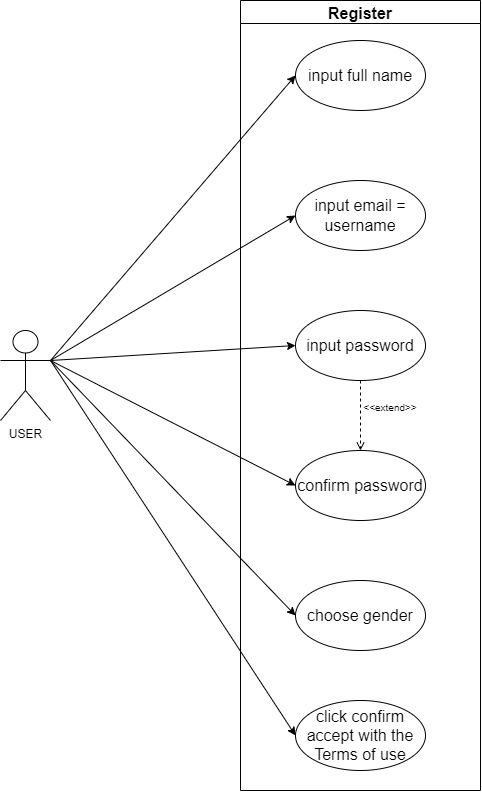 Register
input full name
input email =
username
input password
<<extend>>
USER
confirm password
choose gender
click confirm
accept with the
Terms of use